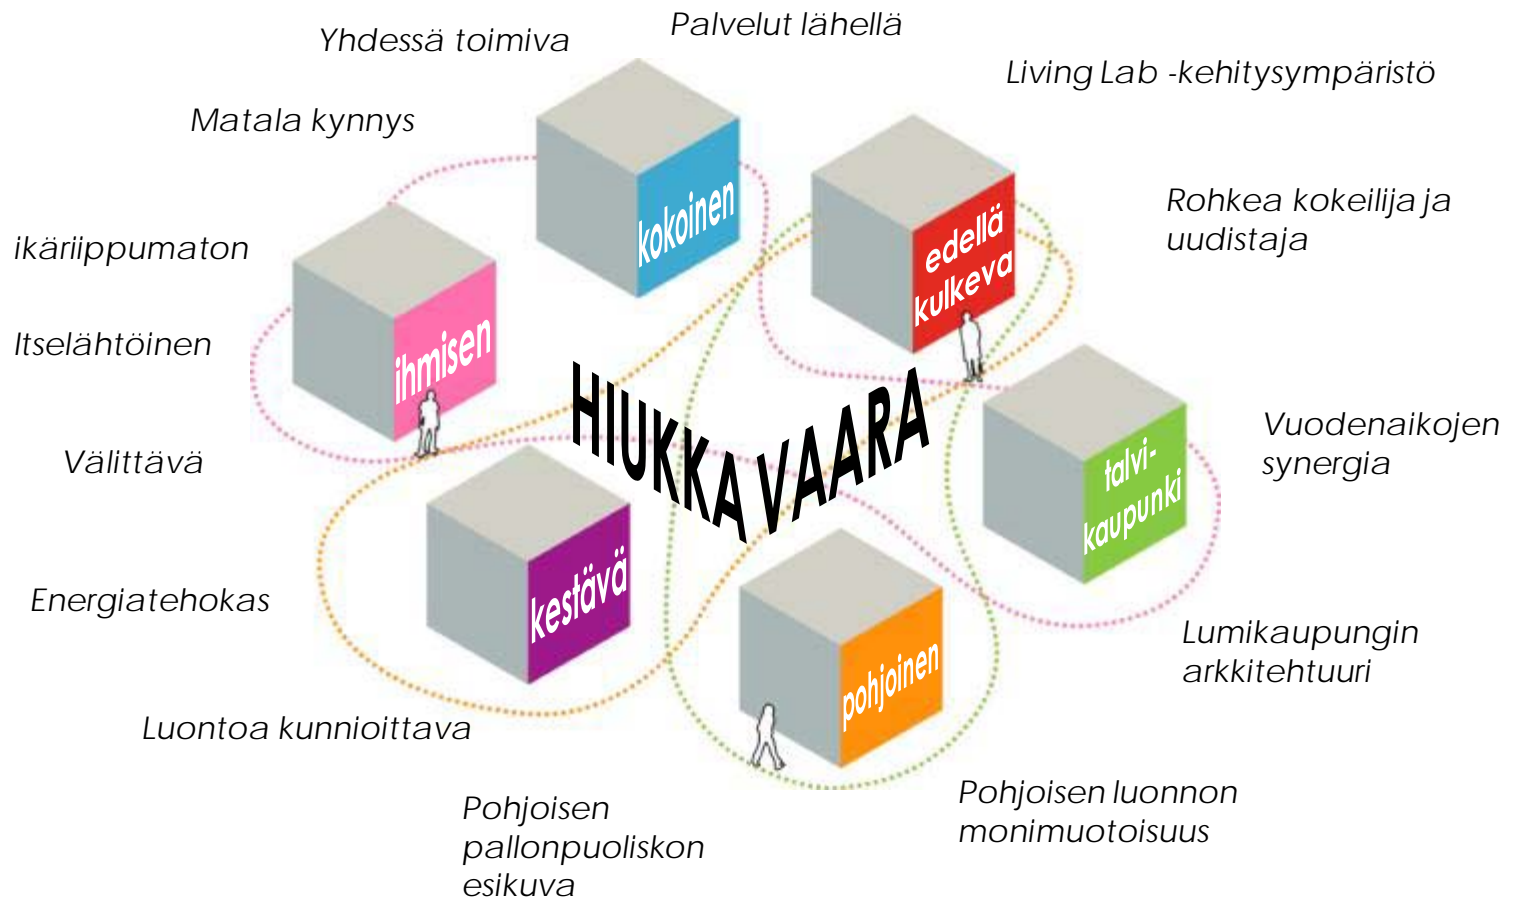 Palvelut lähellä
Yhdessä toimiva
Living Lab -kehitysympäristö
Matala kynnys
kokoinen
edellä
kulkeva
Rohkea kokeilija ja
uudistaja
ikäriippumaton
Itselähtöinen
ihmisen
HIUKKAVAARA
Välittävä
talvi-
kaupunki
Vuodenaikojen
synergia
Energiatehokas
kestävä
pohjoinen
Lumikaupungin
arkkitehtuuri
Luontoa kunnioittava
Pohjoisen
pallonpuoliskon
esikuva
Pohjoisen luonnon
monimuotoisuus